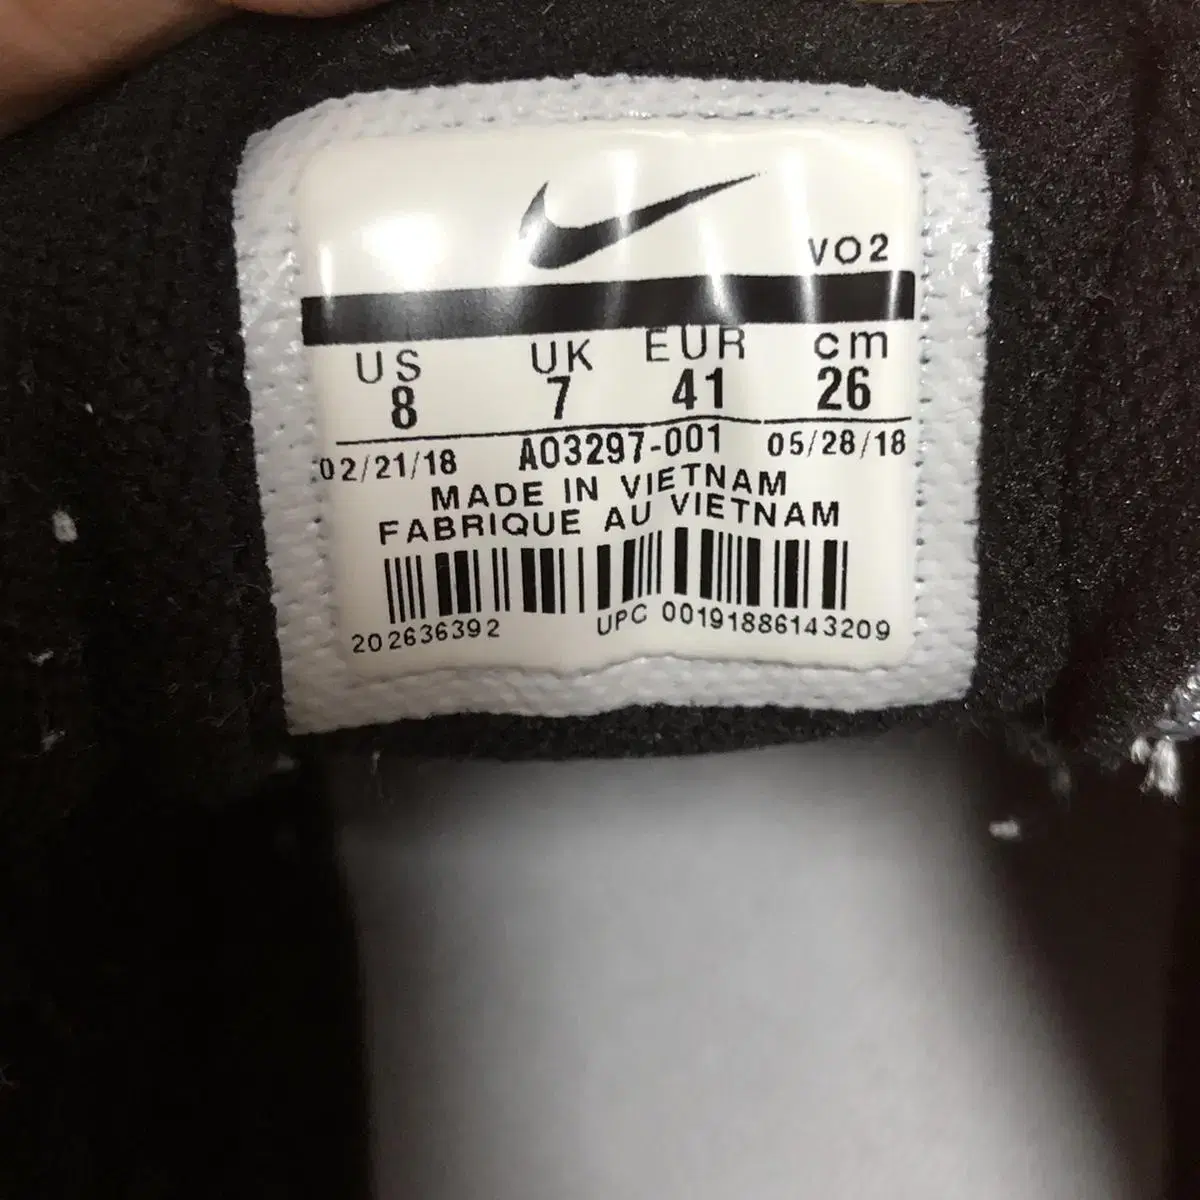 VO2
US UK EUR cm
8 7 41 26
02/21/18 AO3297-001 05/28/18
MADE IN VIETNAM
FABRIQUE AU VIETNAM
202636392 UPC 00191886143209